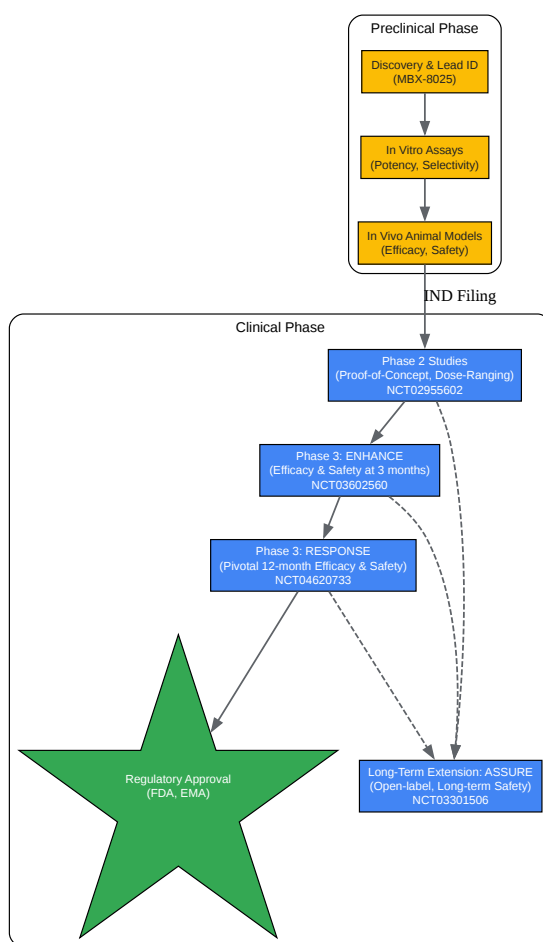 Preclinical Phase
Discovery & Lead ID
(MBX-8025)
In Vitro Assays
(Potency, Selectivity)
In Vivo Animal Models
(Efficacy, Safety)
IND Filing
Clinical Phase
Phase 2 Studies
(Proof-of-Concept, Dose-Ranging)
NCT02955602
Phase 3: ENHANCE
(Efficacy & Safety at 3 months)
NCT03602560
Phase 3: RESPONSE
(Pivotal 12-month Efficacy & Safety)
NCT04620733
Regulatory Approval
(FDA, EMA)
Long-Term Extension: ASSURE
(Open-label, Long-term Safety)
NCT03301506